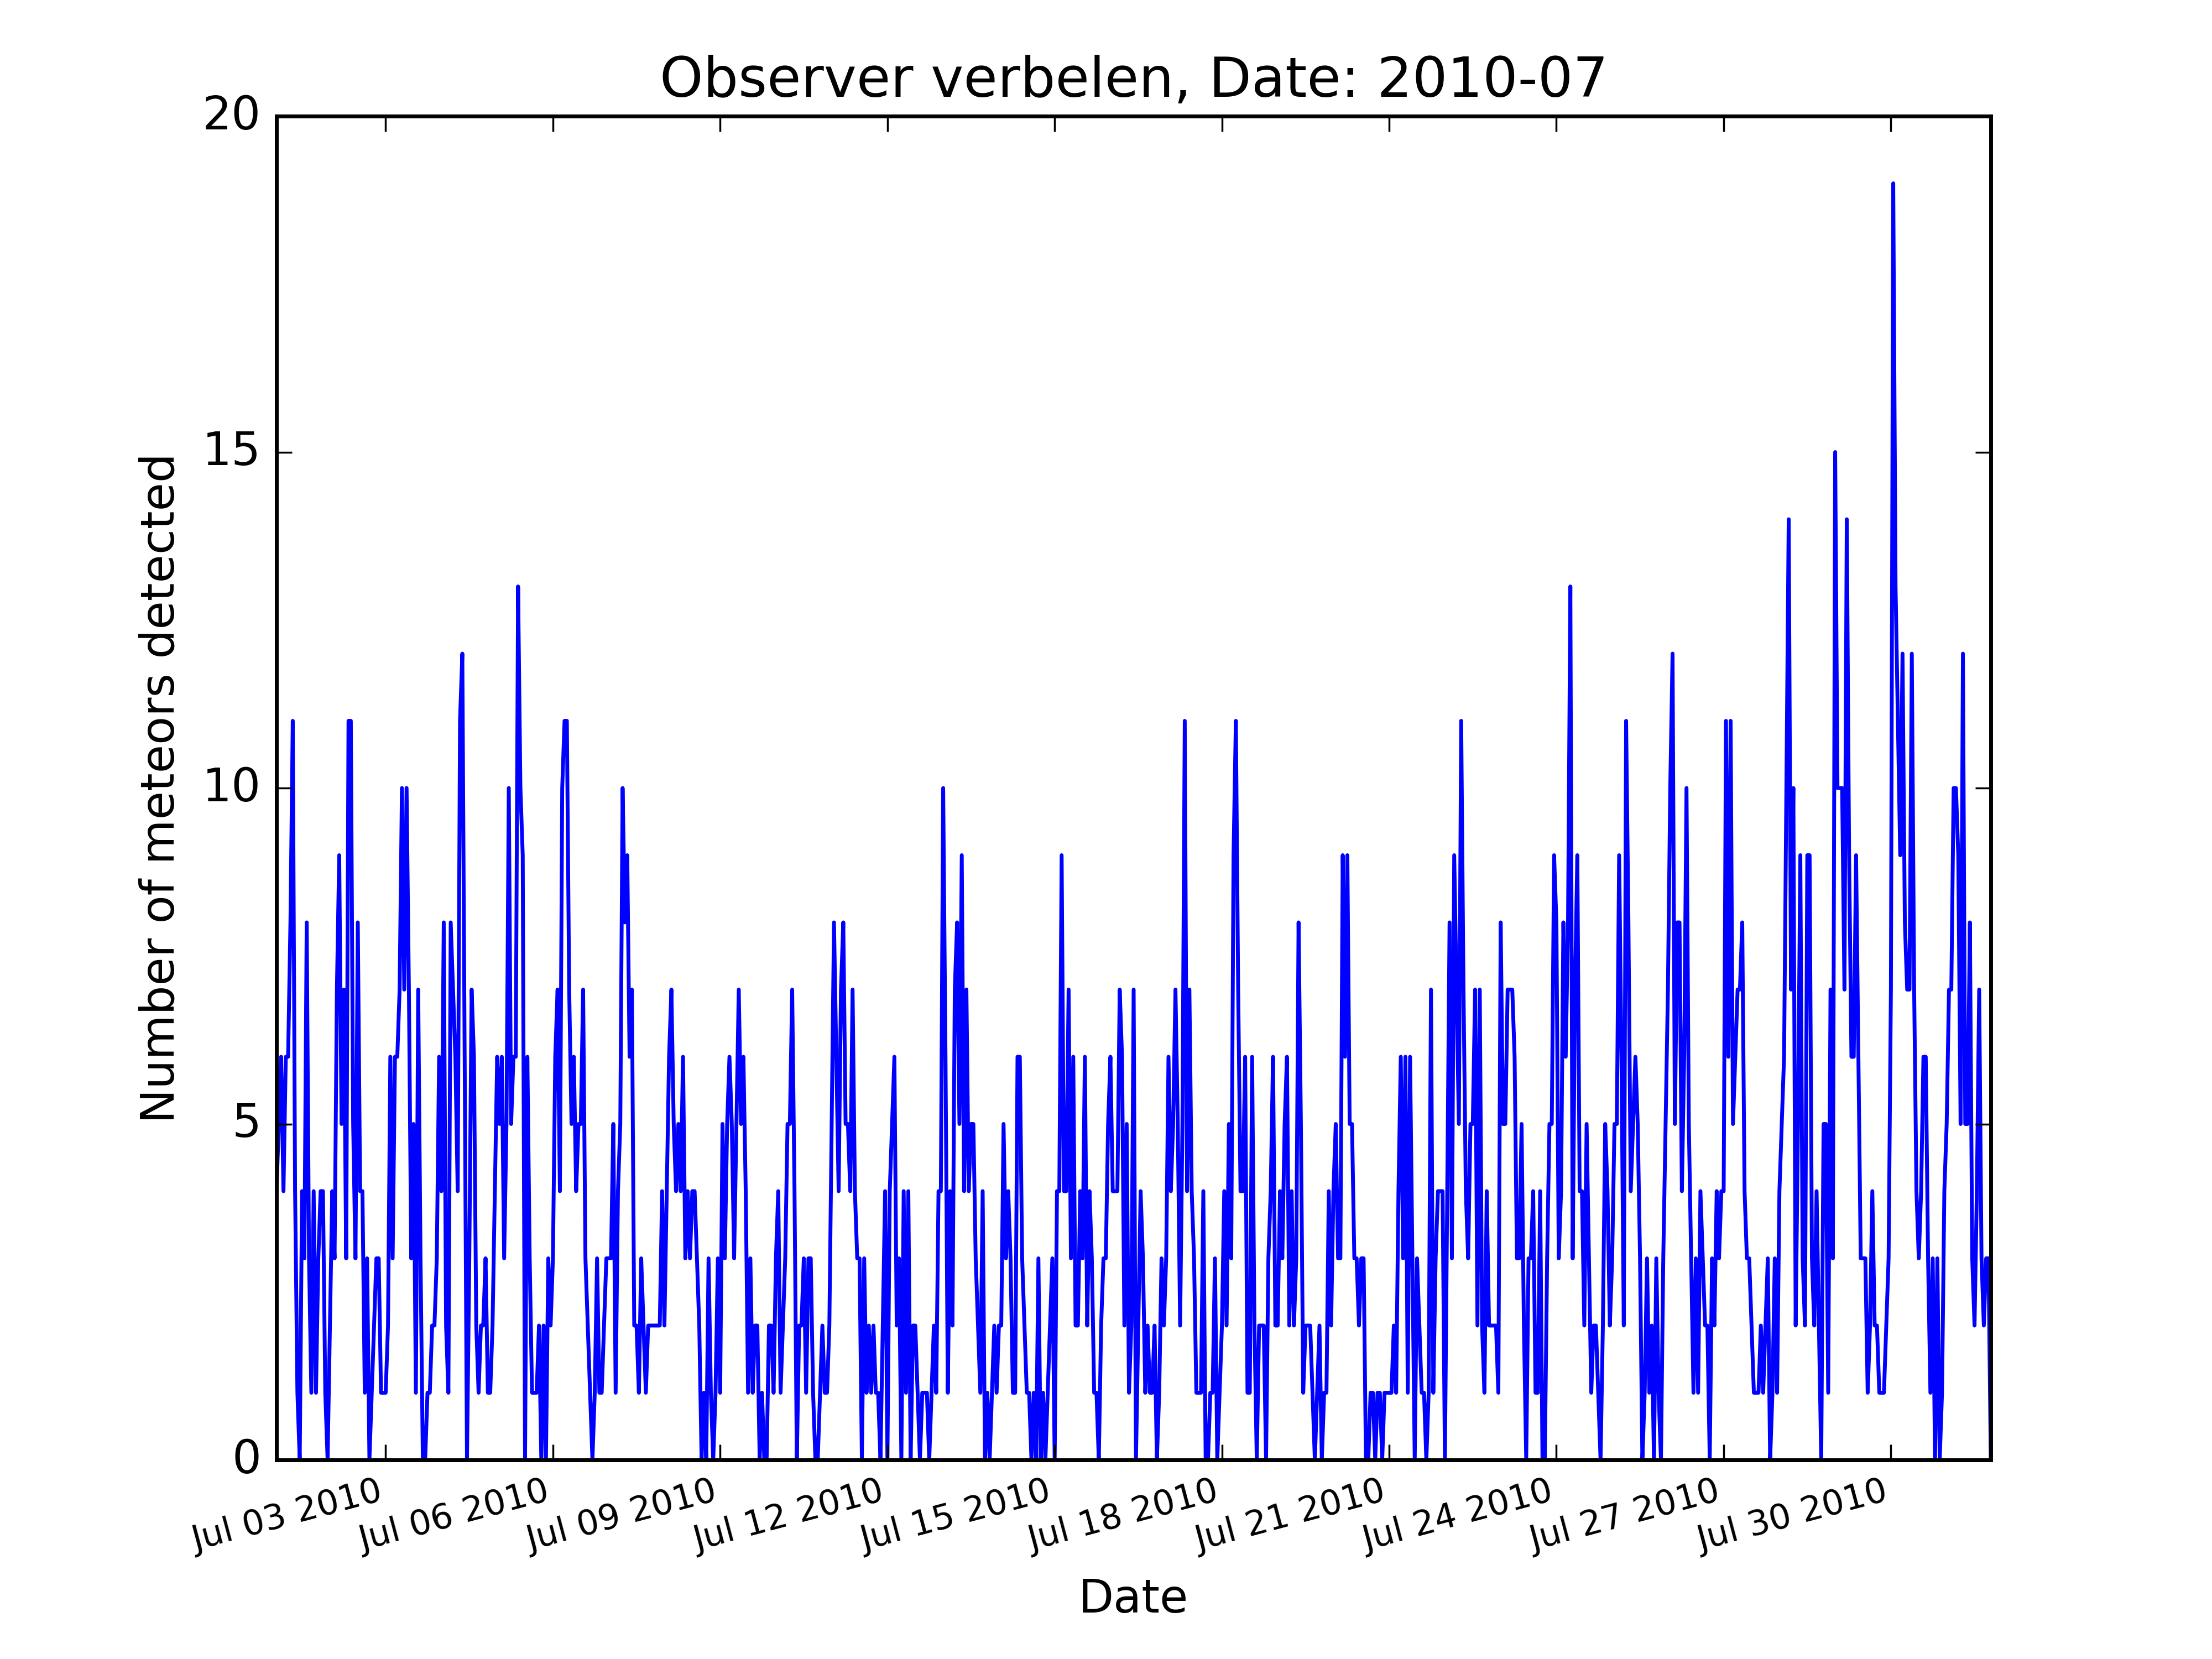 Observer verbelen, Date: 2010-07
Number of meteors detected
20
15
10
5
0
Jul 03 2010
Jul 06 2010
Jul 09 2010
Jul 12 2010
Jul 15 2010
Jul 18 2010
Jul 21 2010
Jul 24 2010
Jul 27 2010
Jul 30 2010
Date